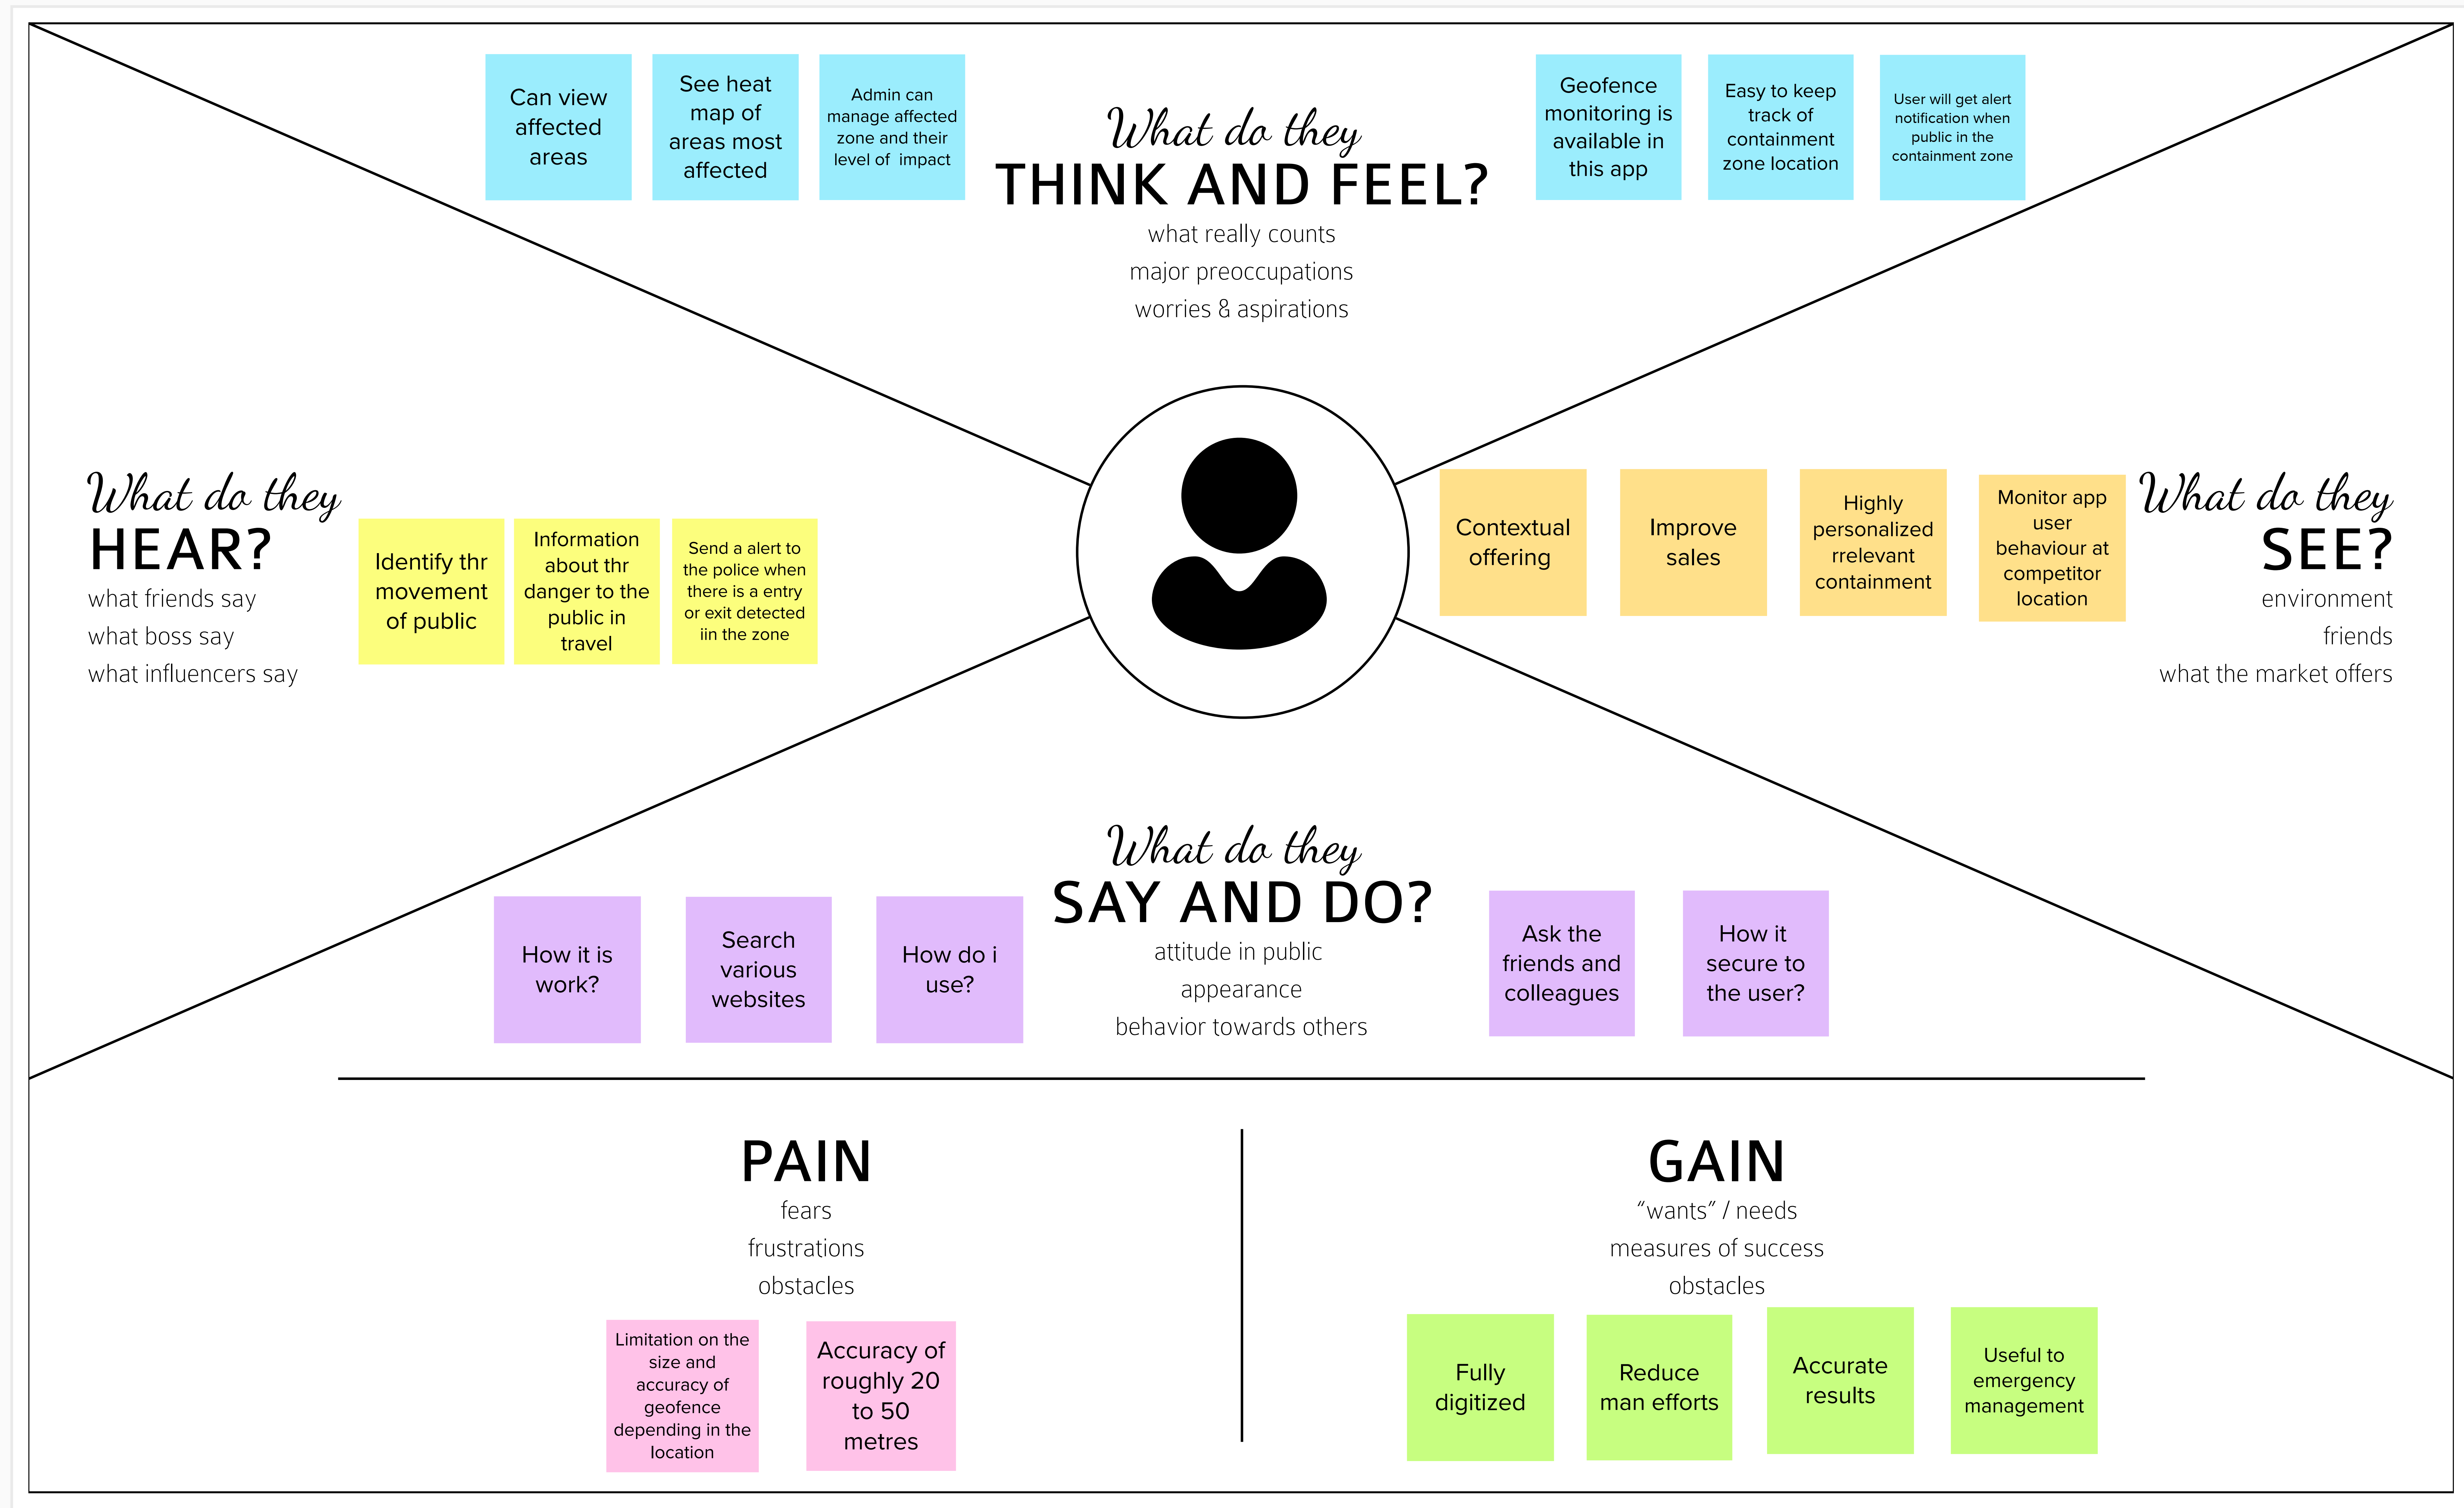 Can view
affected
areas
See heat
map of
areas most
affected
Admin can
manage affected
zone and their
level of impact
What do they
THINK AND FEEL?
what really counts
major preoccupations
worries & aspirations
Geofence
monitoring is
available in
this app
Easy to keep
track of
containment
zone location
User will get alert
notification when
public in the
containment zone
What do they
HEAR?
what friends say
what boss say
what influencers say
Identify thr
movement
of public
Information
about thr
danger to the
public in
travel
Send a alert to
the police when
there is a entry
or exit detected
iin the zone
Contextual
offering
Improve
sales
Highly
personalized
rrelevant
containment
Monitor app
user
behaviour at
competitor
location
What do they
SEE?
environment
friends
what the market offers
How it is
work?
Search
various
websites
How do i
use?
What do they
SAY AND DO?
attitude in public
appearance
behavior towards others
Ask the
friends and
colleagues
How it
secure to
the user?
PAIN
fears
frustrations
obstacles
Limitation on the
size and
accuracy of
geofence
depending in the
location
Accuracy of
roughly 20
to 50
metres
GAIN
“wants” / needs
measures of success
obstacles
Fully
digitized
Reduce
man efforts
Accurate
results
Useful to
emergency
management